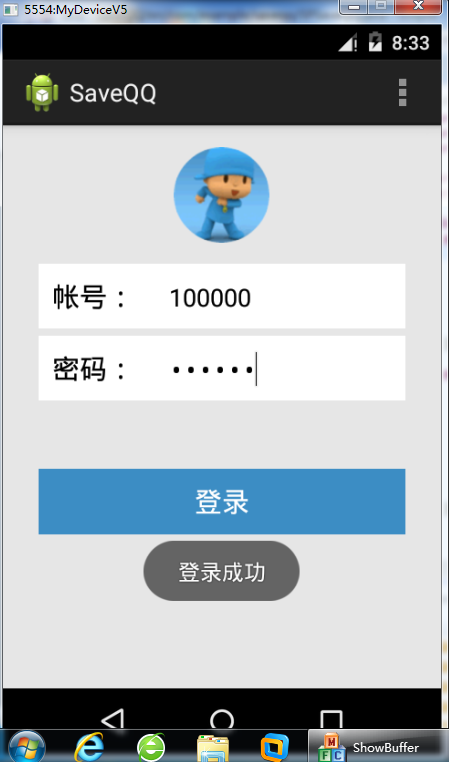 5554:MyDeviceV5
8:33
SaveQQ
帐号：	100000
密码：	••••••
登录
登录成功
M
F C
ShowBuffer